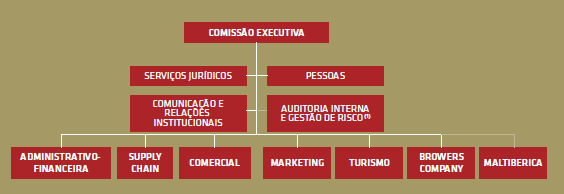 COMISSÃO EXECUTIVA
SERVIÇOS JURÍDICOS
PESSOAS
COMUNICAÇÃO E
RELAÇÕES
INSTITUCIONAIS
AUDITORIA INTERNA
E GESTÃO DE RISCO (1)
ADMINISTRATIVO-
FINANCEIRA
SUPPLY
CHAIN
COMERCIAL
MARKETING
TURISMO
BROWERS
COMPANY
MALTIBERICA